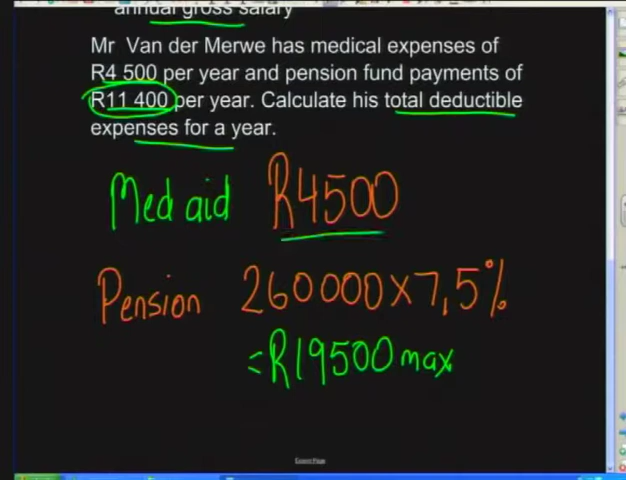 annual gross salary
Mr Van der Merwe has medical expenses of
R4 500 per year and pension fund payments of
R11 400 per year. Calculate his total deductible
expenses for a year.
Med aid R4500
Pension 260000 x 7,5%
= R19500 max